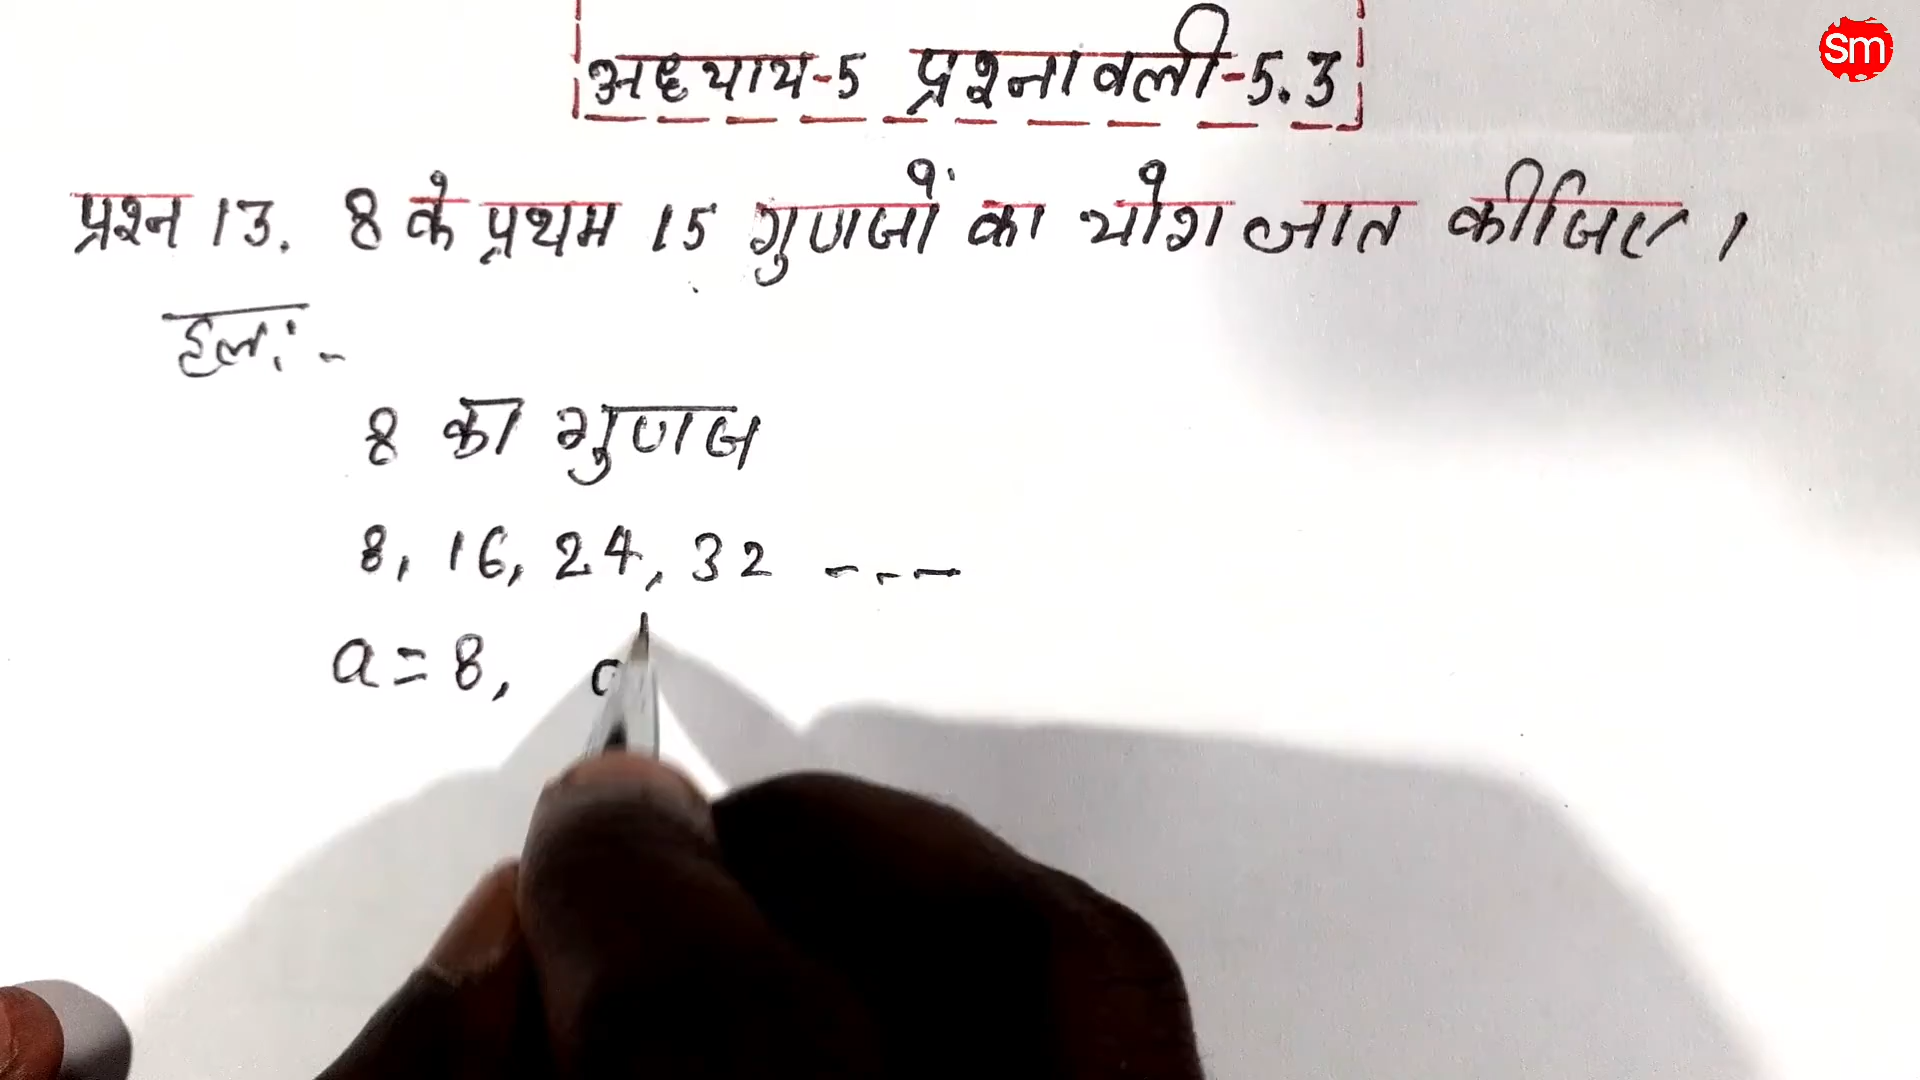 Sm
अध्याय-5 प्रश्नावली-5.3
प्रश्न 13. 8 के प्रथम 15 गुणजों का योग ज्ञात कीजिए।
हल:-
8 का गुणज
8, 16, 24, 32 ----
a = 8,